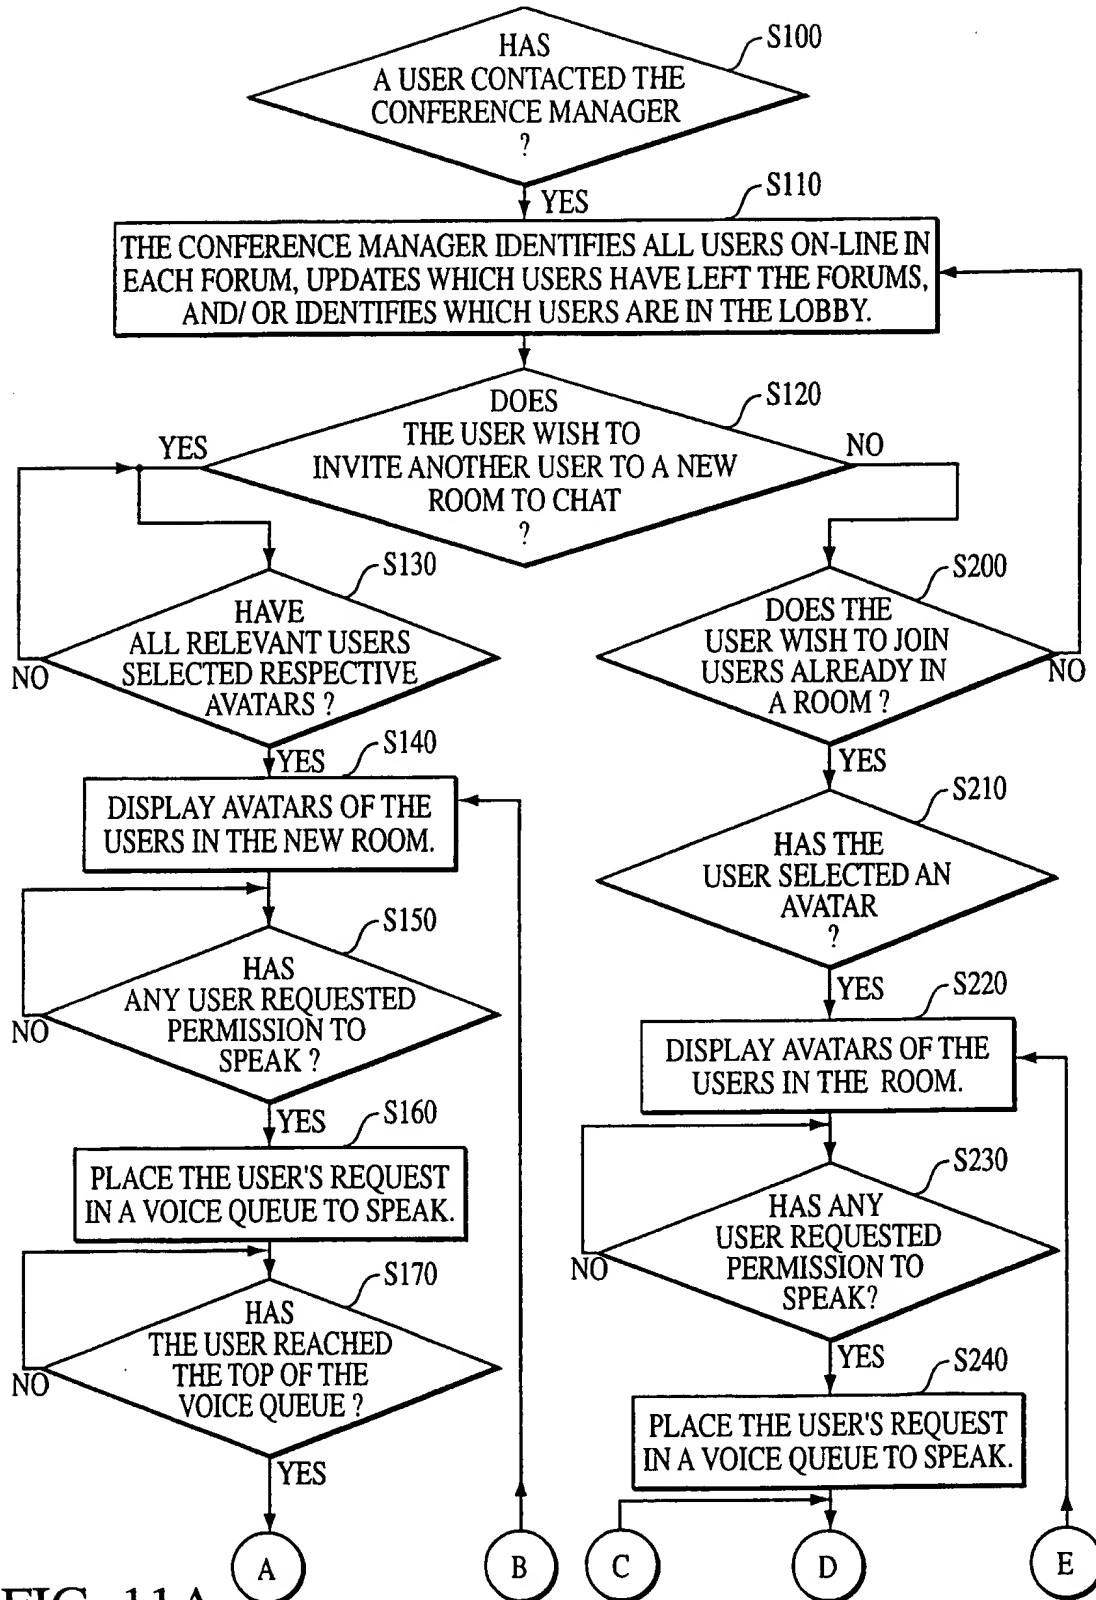 S100
HAS
A USER CONTACTED THE
CONFERENCE MANAGER
?
YES
S110
THE CONFERENCE MANAGER IDENTIFIES ALL USERS ON-LINE IN
EACH FORUM, UPDATES WHICH USERS HAVE LEFT THE FORUMS,
AND/ OR IDENTIFIES WHICH USERS ARE IN THE LOBBY.
S120
DOES
THE USER WISH TO
INVITE ANOTHER USER TO A NEW
ROOM TO CHAT
?
YES
NO
S130
HAVE
ALL RELEVANT USERS
SELECTED RESPECTIVE
AVATARS ?
NO
YES
S140
DISPLAY AVATARS OF THE
USERS IN THE NEW ROOM.
S150
HAS
ANY USER REQUESTED
PERMISSION TO
SPEAK ?
NO
YES
S160
PLACE THE USER'S REQUEST
IN A VOICE QUEUE TO SPEAK.
S170
HAS
THE USER REACHED
THE TOP OF THE
VOICE QUEUE ?
NO
YES
A
B
S200
DOES THE
USER WISH TO JOIN
USERS ALREADY IN
A ROOM ?
NO
YES
S210
HAS THE
USER SELECTED AN
AVATAR
?
YES
S220
DISPLAY AVATARS OF THE
USERS IN THE ROOM.
S230
HAS ANY
USER REQUESTED
PERMISSION TO
SPEAK?
NO
YES
S240
PLACE THE USER'S REQUEST
IN A VOICE QUEUE TO SPEAK.
C
D
E
FIG. 11A